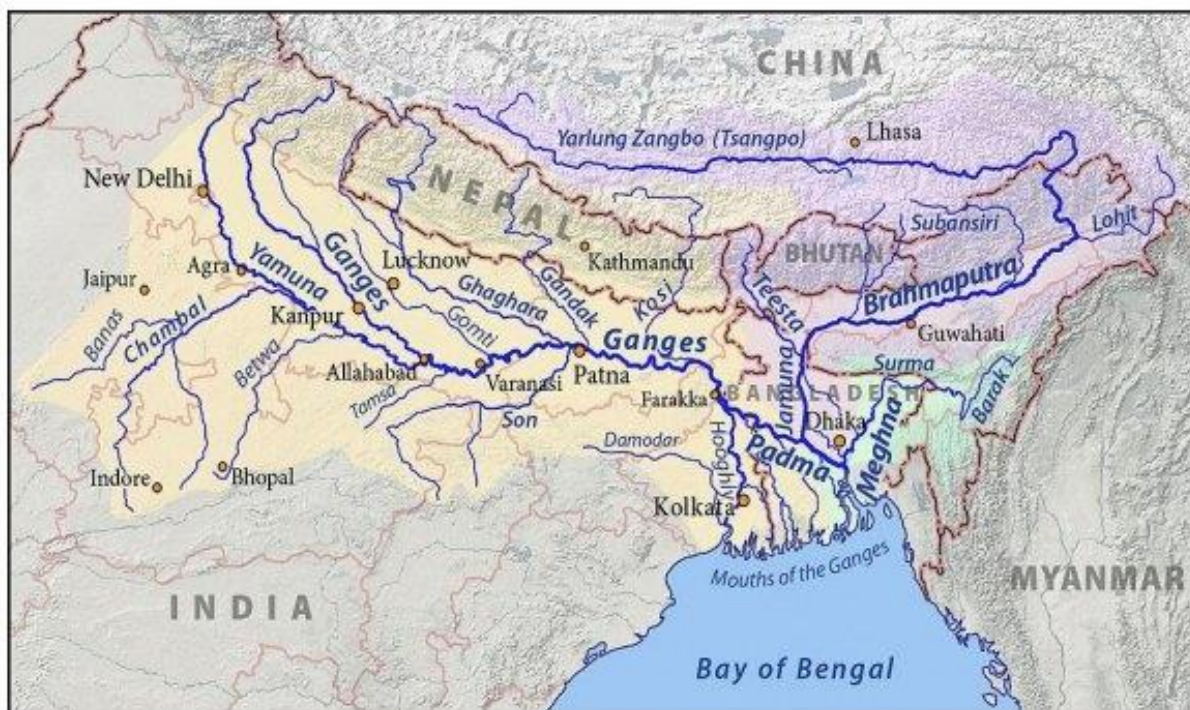 CHINA
Yarlung Zangbo (Tsangpo)
Lhasa
New Delhi
NEPAL
Subansiri
Lohit
BHUTAN
Kathmandu
Agra
Yamuna
Ganges
Lucknow
Jaipur
Ghaghara
Gandak
Kosi
Teesta
Brahmaputra
Banas
Chambal
Kanpur
Gomti
Ganges
Guwahati
Betwa
Allahabad
Varanasi
Patna
Jamuna
Surma
Tamsa
Son
Farakka
BANGLADESH
Barak
Dhaka
Meghna
Damodar
Hooghly
Padma
Indore
Bhopal
Kolkata
Mouths of the Ganges
MYANMAR
INDIA
Bay of Bengal